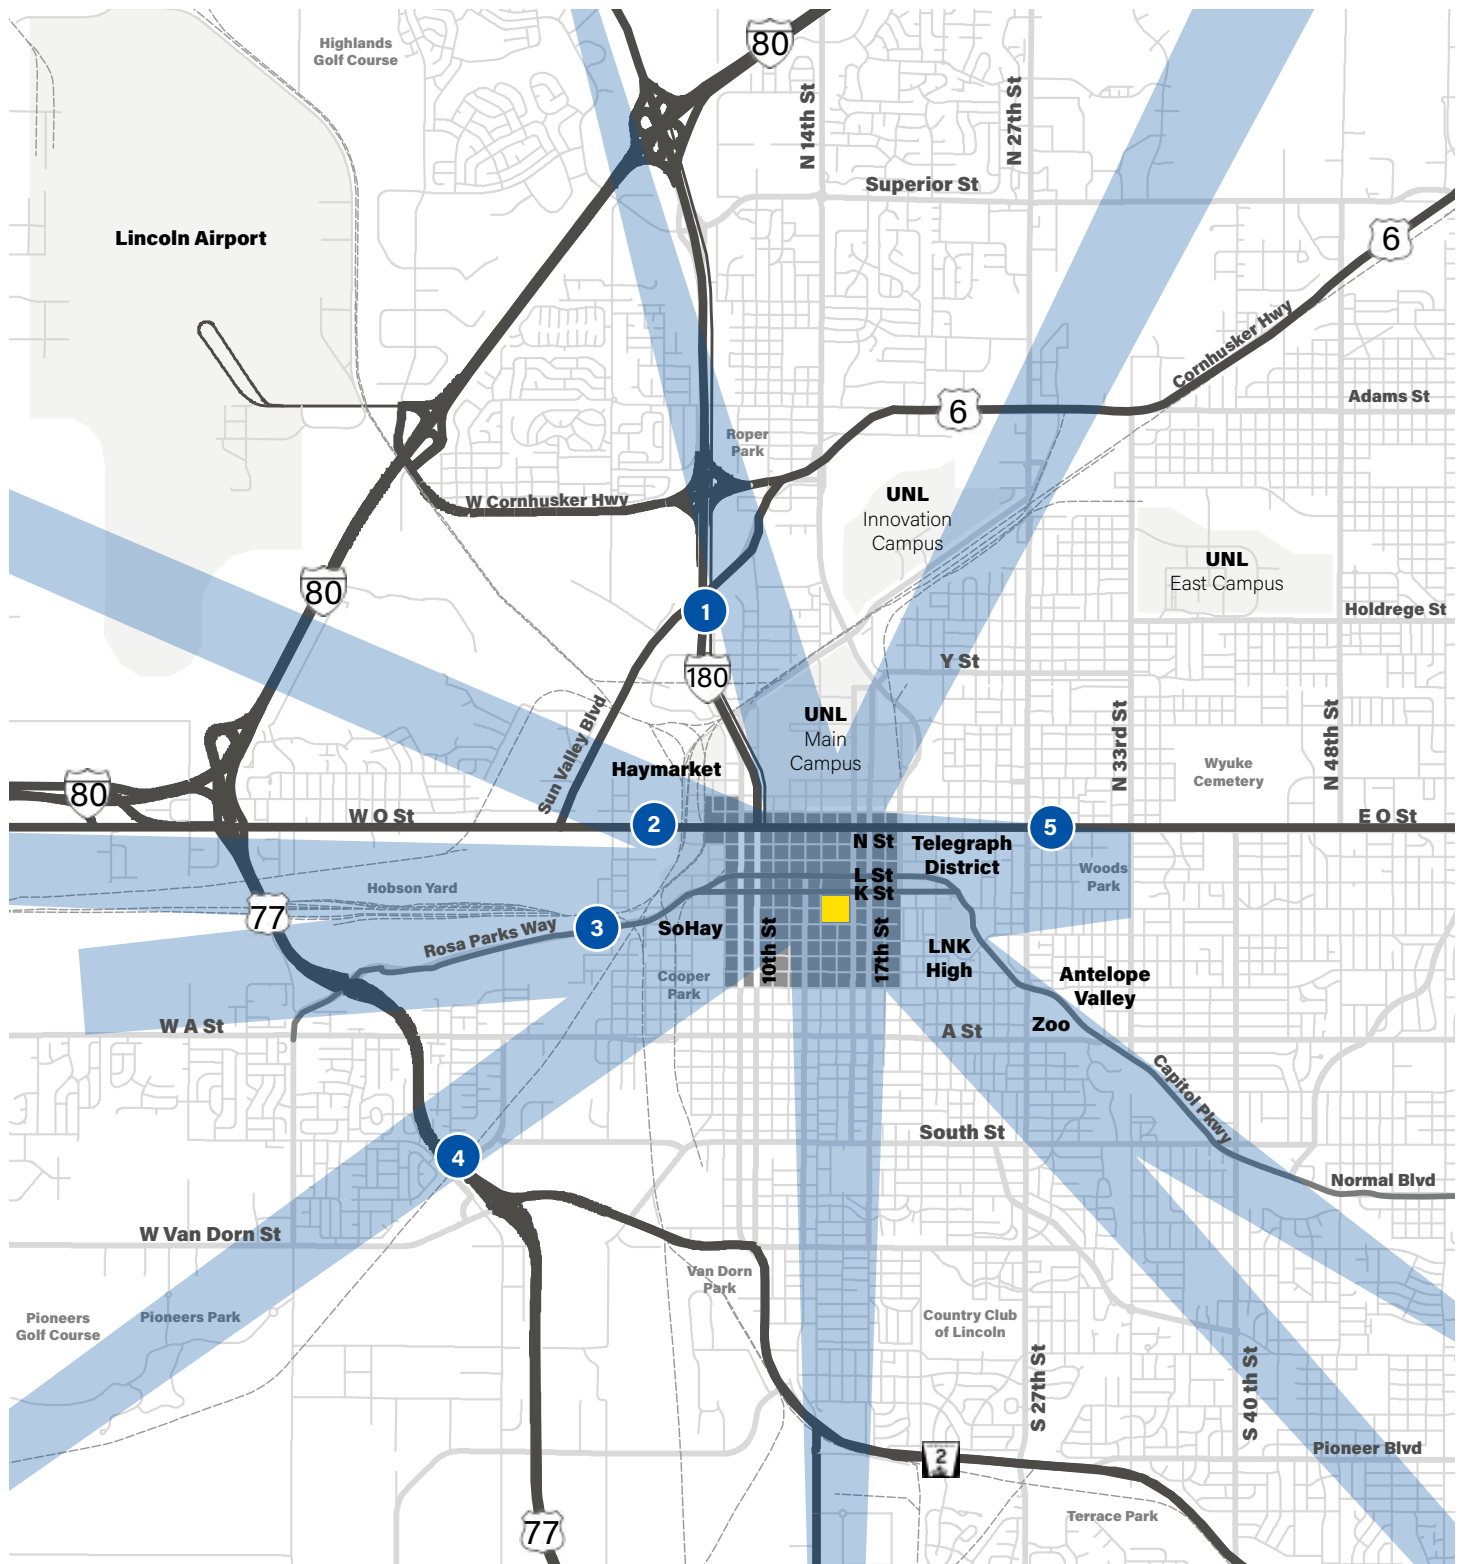 Highlands
Golf Course
80
N 14th St
N 27th St
Superior St
Lincoln Airport
6
Cornhusker Hwy
Adams St
6
Roper
Park
W Cornhusker Hwy
UNL
Innovation
Campus
UNL
East Campus
80
Holdrege St
1
180
Y St
Sun Valley Blvd
UNL
Main
Campus
N 33rd St
N 48th St
Haymarket
Wyuke
Cemetery
80
W O St
2
5
E O St
N St
Telegraph
District
L St
K St
Woods
Park
Hobson Yard
77
Rosa Parks Way
3
SoHay
10th St
17th St
LNK
High
Cooper
Park
Antelope
Valley
W A St
A St
Zoo
Capitol Pkwy
South St
4
Normal Blvd
W Van Dorn St
Van Dorn
Park
Pioneers
Golf Course
Pioneers Park
Country Club
of Lincoln
S 27th St
S 40 th St
2
Pioneer Blvd
77
Terrace Park